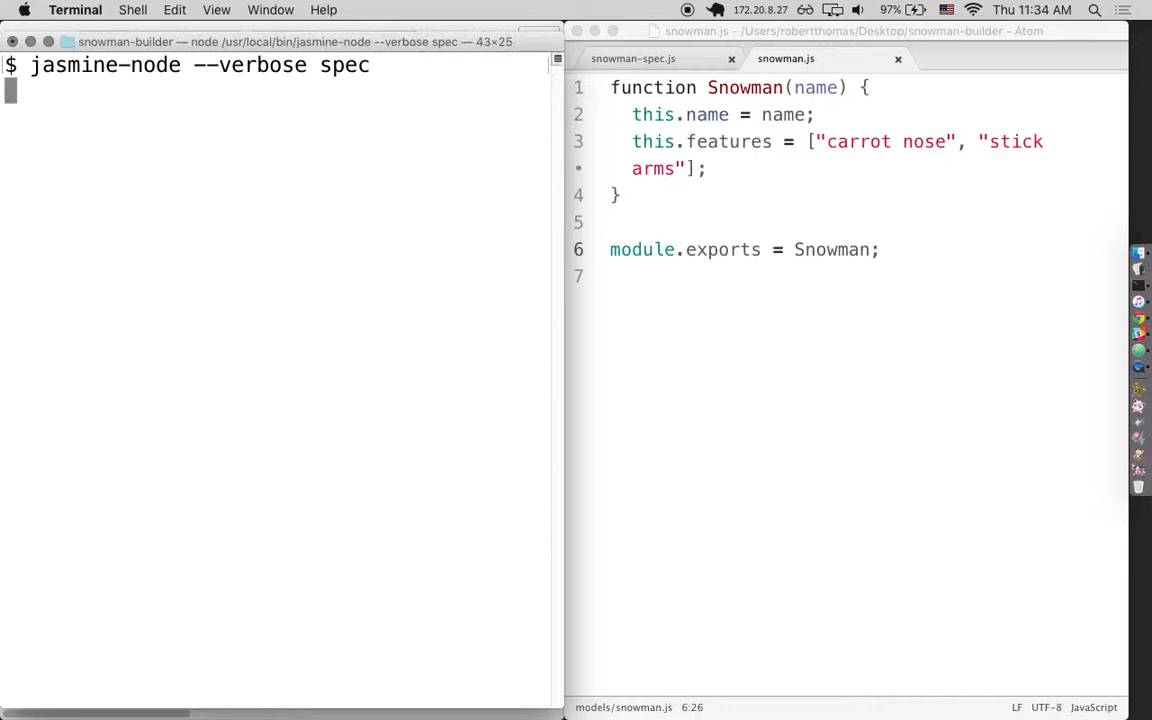 Terminal Shell Edit View Window Help 172.20.8.27 97% Thu 11:34 AM
snowman-builder — node /usr/local/bin/jasmine-node --verbose spec — 43×25
$ jasmine-node --verbose spec
snowman.js — /Users/robertthomas/Desktop/snowman-builder - Atom
snowman-spec.js snowman.js
1 function Snowman(name) {
2 this.name = name;
3 this.features = ["carrot nose", "stick
• arms"];
4 }
5
6 module.exports = Snowman;
7
models/snowman.js 6:26 LF UTF-8 JavaScript